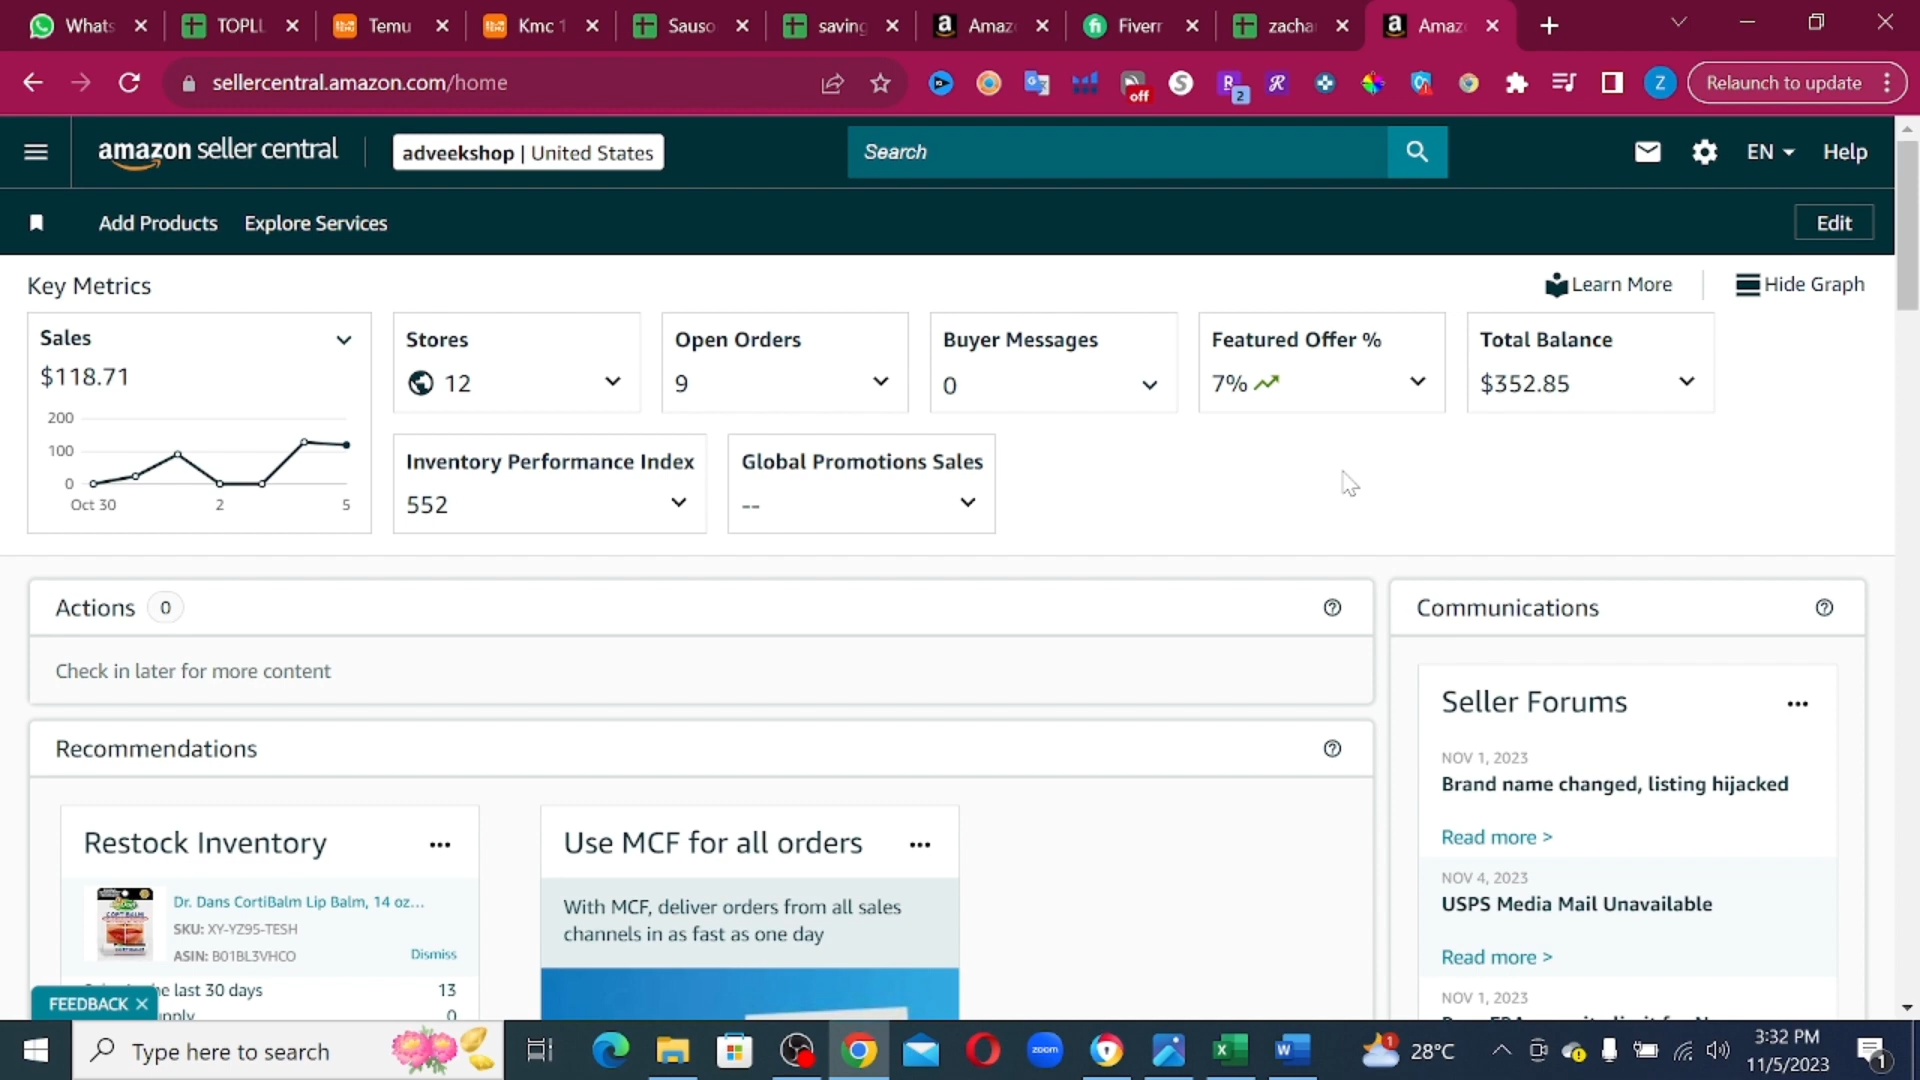 Whats
TOPLL
Temu
Kmc 1
Sauso
saving
Amaz
Fiverr
zacha
Amaz
sellercentral.amazon.com/home
off
2
Z
Relaunch to update
amazon seller central
adveekshop | United States
Search
EN
Help
Add Products
Explore Services
Edit
Key Metrics
Learn More
Hide Graph
Sales
$118.71
200
100
0
Oct 30
2
5
Stores
12
Open Orders
9
Buyer Messages
0
Featured Offer %
7%
Total Balance
$352.85
Inventory Performance Index
552
Global Promotions Sales
--
Actions 0
Check in later for more content
Recommendations
Restock Inventory
Dr. Dans CortiBalm Lip Balm, 14 oz...
SKU: XY-YZ95-TESH
ASIN: B01BL3VHCO
Dismiss
he last 30 days
13
0
FEEDBACK
Use MCF for all orders
With MCF, deliver orders from all sales
channels in as fast as one day
Communications
Seller Forums
NOV 1, 2023
Brand name changed, listing hijacked
Read more >
NOV 4, 2023
USPS Media Mail Unavailable
Read more >
NOV 1, 2023
Type here to search
zoom
1
28°C
3:32 PM
11/5/2023
1